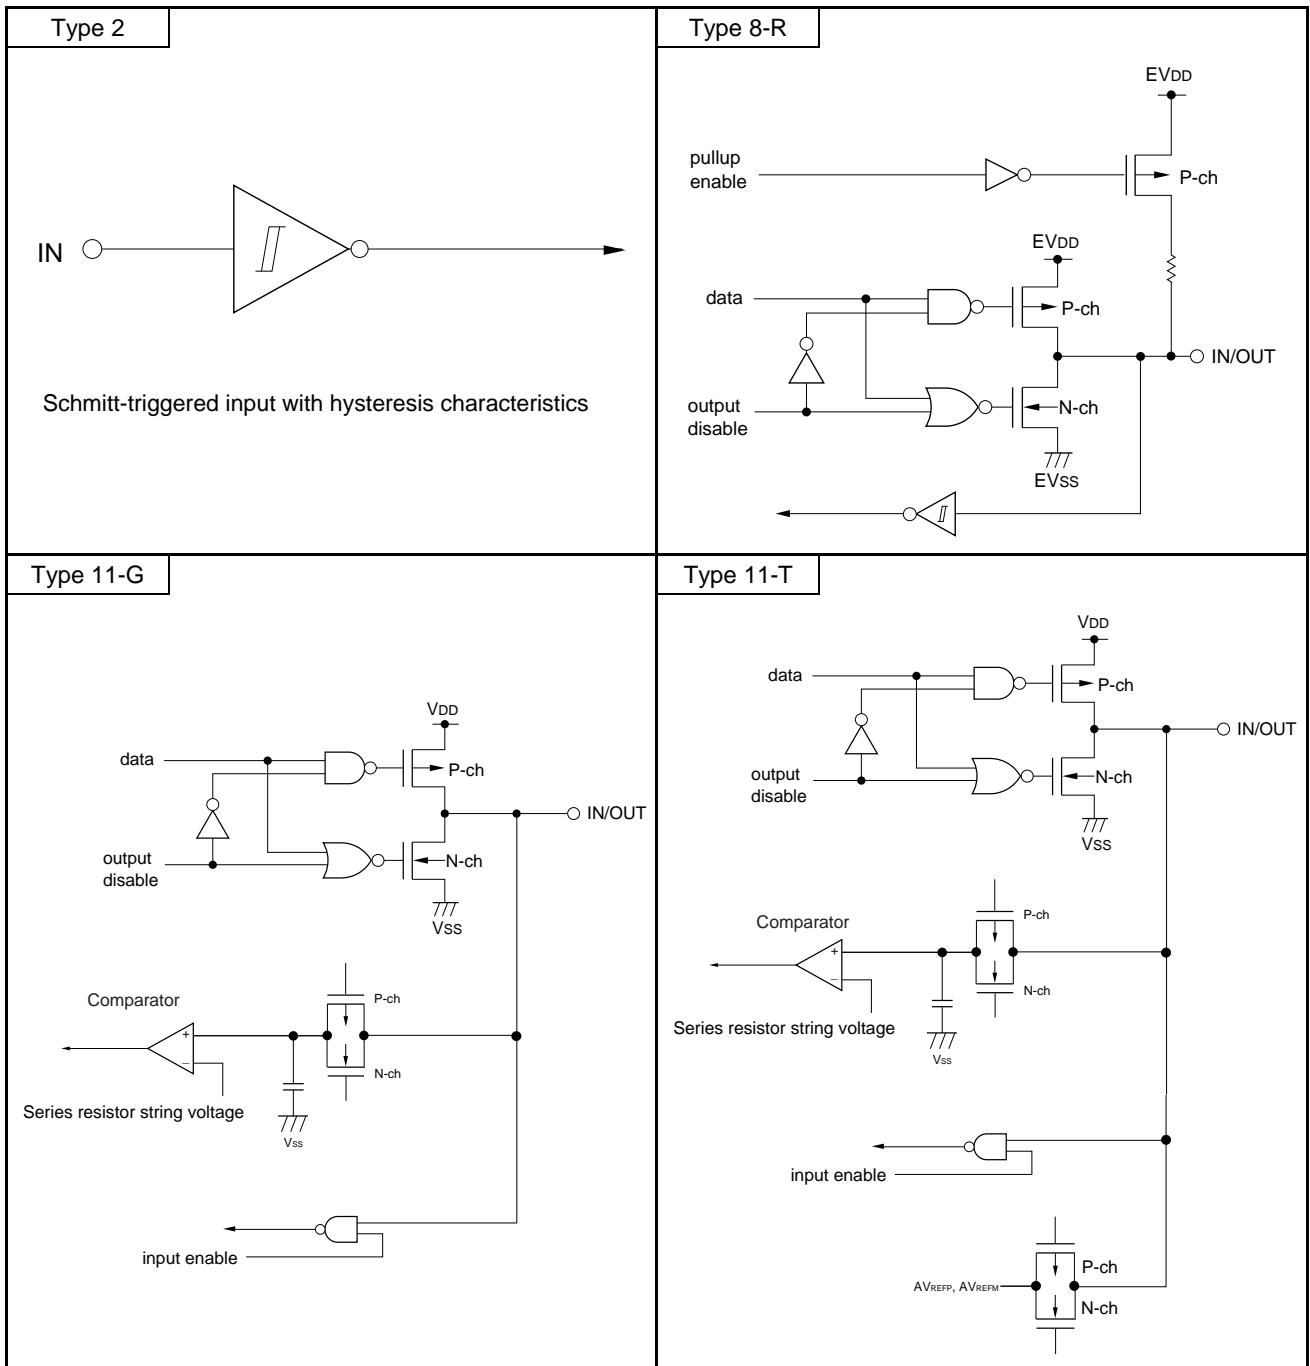 Type 2
IN
Schmitt-triggered input with hysteresis characteristics
Type 8-R
EVDD
pullup
enable
P-ch
EVDD
data
P-ch
IN/OUT
output
disable
N-ch
EVSS
Type 11-G
VDD
data
P-ch
IN/OUT
output
disable
N-ch
VSS
Comparator
P-ch
+
–
N-ch
Series resistor string voltage
VSS
input enable
Type 11-T
VDD
data
P-ch
IN/OUT
output
disable
N-ch
VSS
Comparator
P-ch
+
–
N-ch
Series resistor string voltage
VSS
input enable
P-ch
AVREFP, AVREFM
N-ch